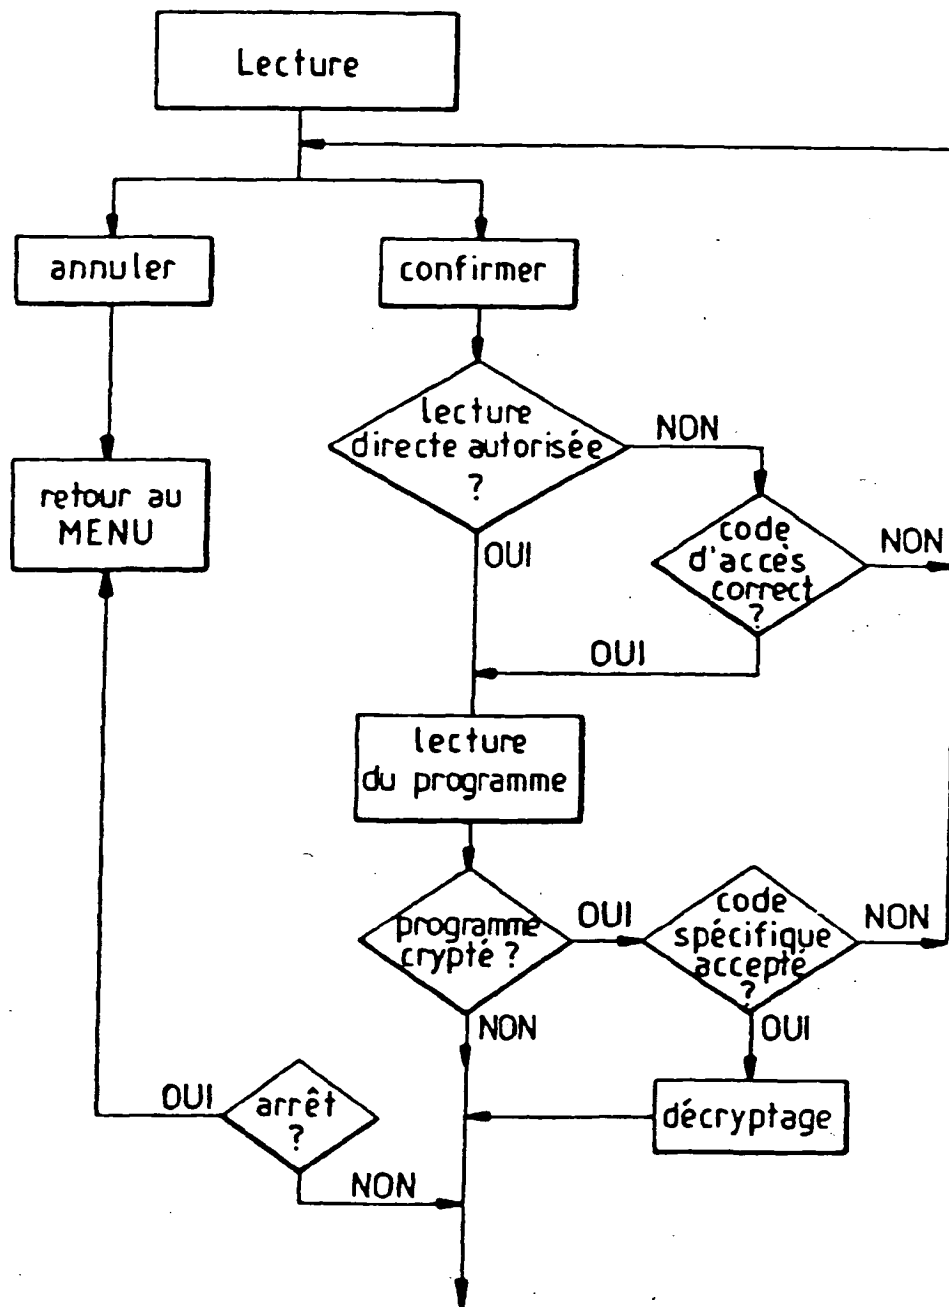 Lecture
annuler
confirmer
lecture
directe autorisée
?
NON
OUI
retour au
MENU
code
d'accès
correct
?
NON
OUI
lecture
du programme
programme
crypté ?
OUI
NON
code
spécifique
accepté
?
NON
OUI
décryptage
arrêt
?
OUI
NON